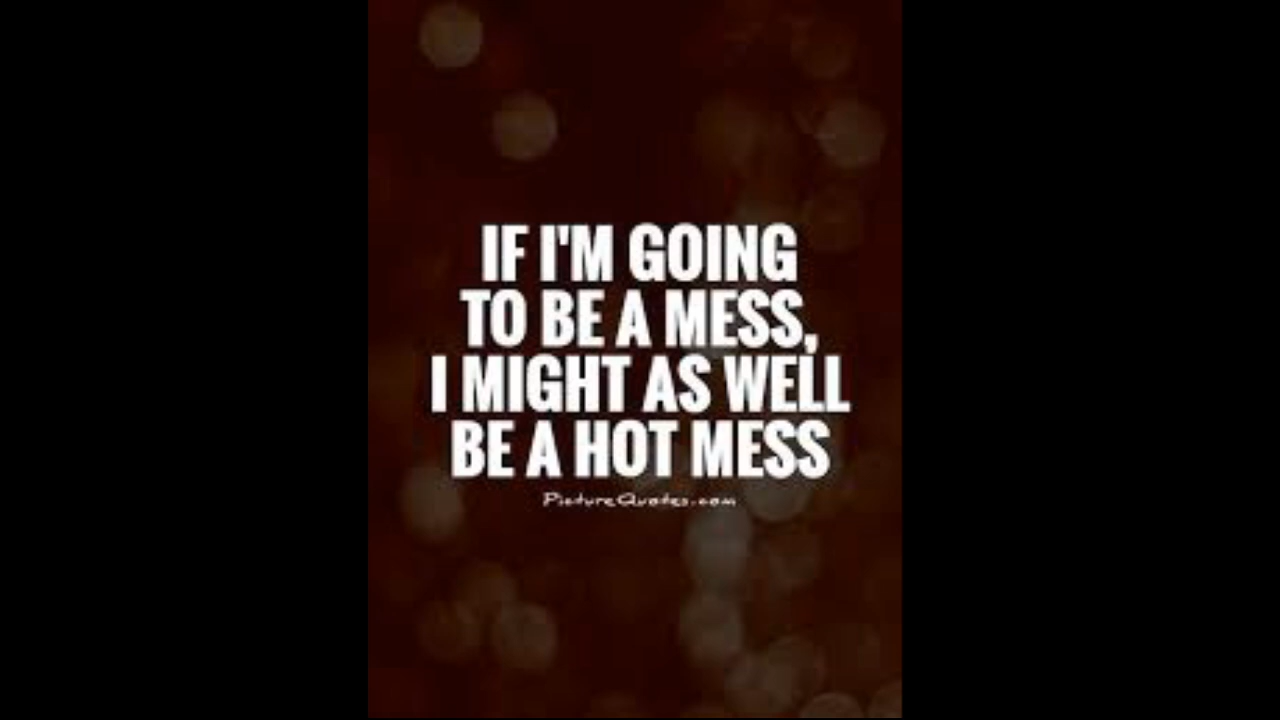 IF I'M GOING
TO BE A MESS,
I MIGHT AS WELL
BE A HOT MESS
PictureQuotes.com